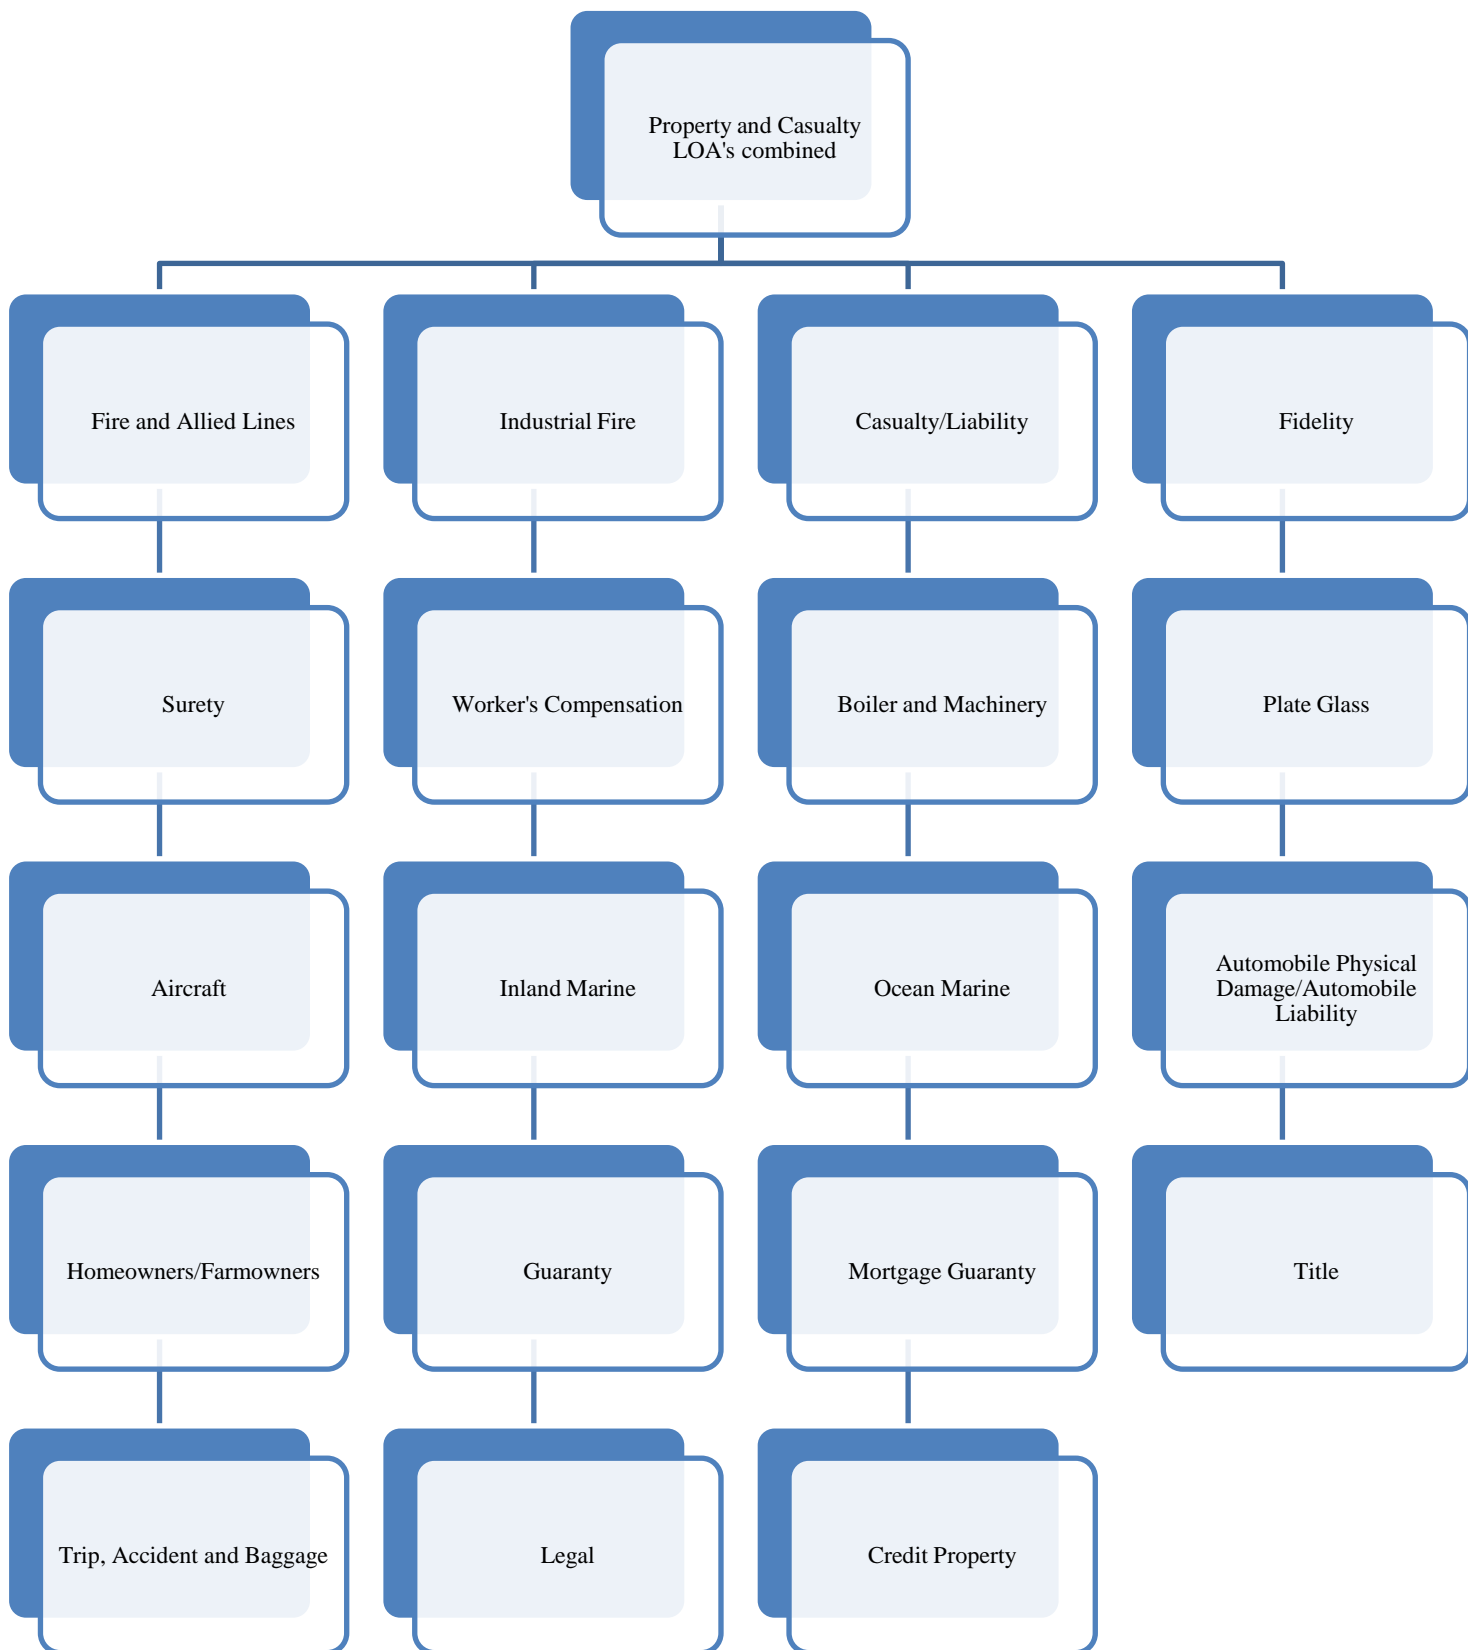 Property and Casualty
LOA's combined
Fire and Allied Lines
Industrial Fire
Casualty/Liability
Fidelity
Surety
Worker's Compensation
Boiler and Machinery
Plate Glass
Aircraft
Inland Marine
Ocean Marine
Automobile Physical
Damage/Automobile
Liability
Homeowners/Farmowners
Guaranty
Mortgage Guaranty
Title
Trip, Accident and Baggage
Legal
Credit Property